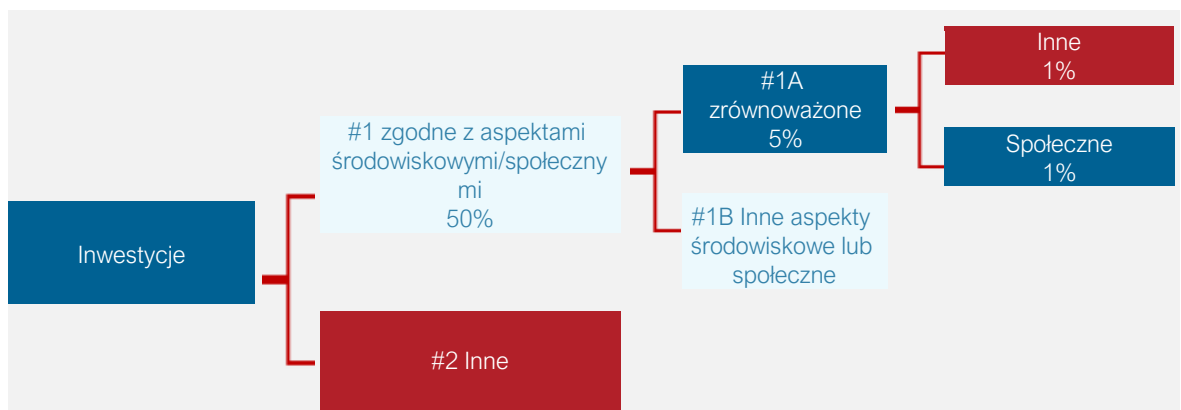 Inwestycje
#1 zgodne z aspektami
środowiskowymi/społeczny
mi
50%
#2 Inne
#1A
zrównoważone
5%
#1B Inne aspekty
środowiskowe lub
społeczne
Inne
1%
Społeczne
1%